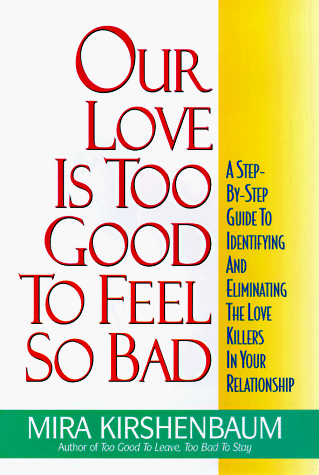 OUR
LOVE
IS TOO
GOOD
TO FEEL
SO BAD
A STEP-
BY-STEP
GUIDE TO
IDENTIFYING
AND
ELIMINATING
THE LOVE
KILLERS
IN YOUR
RELATIONSHIP
MIRA KIRSHENBAUM
Author of Too Good To Leave, Too Bad To Stay